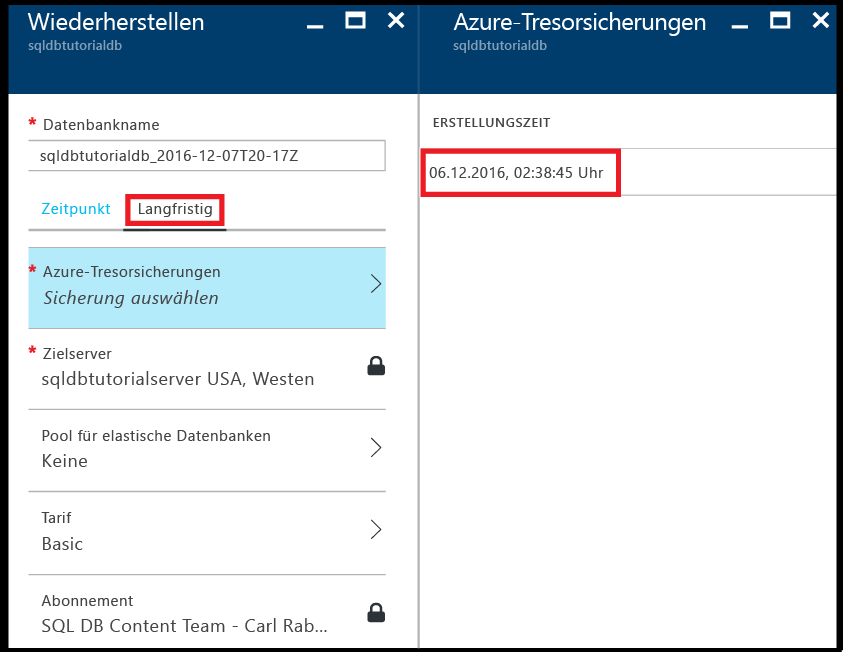 Wiederherstellen
sqldbtutorialdb
* Datenbankname
sqldbtutorialdb_2016-12-07T20-17Z
Zeitpunkt Langfristig
* Azure-Tresorsicherungen
Sicherung auswählen
* Zielserver
sqldbtutorialserver USA, Westen
Pool für elastische Datenbanken
Keine
Tarif
Basic
Abonnement
SQL DB Content Team - Carl Rab...
Azure-Tresorsicherungen
sqldbtutorialdb
ERSTELLUNGSZEIT
06.12.2016, 02:38:45 Uhr